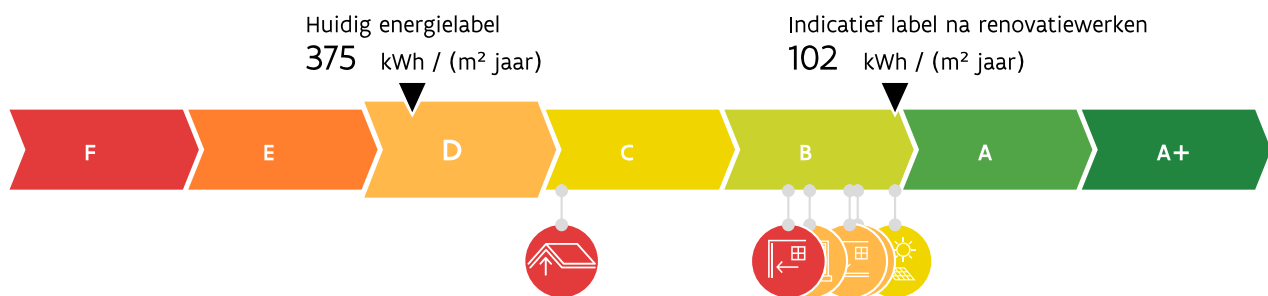 Huidig energielabel
375 kWh / (m² jaar)
Indicatief label na renovatiewerken
102 kWh / (m² jaar)
F E D C B A A+